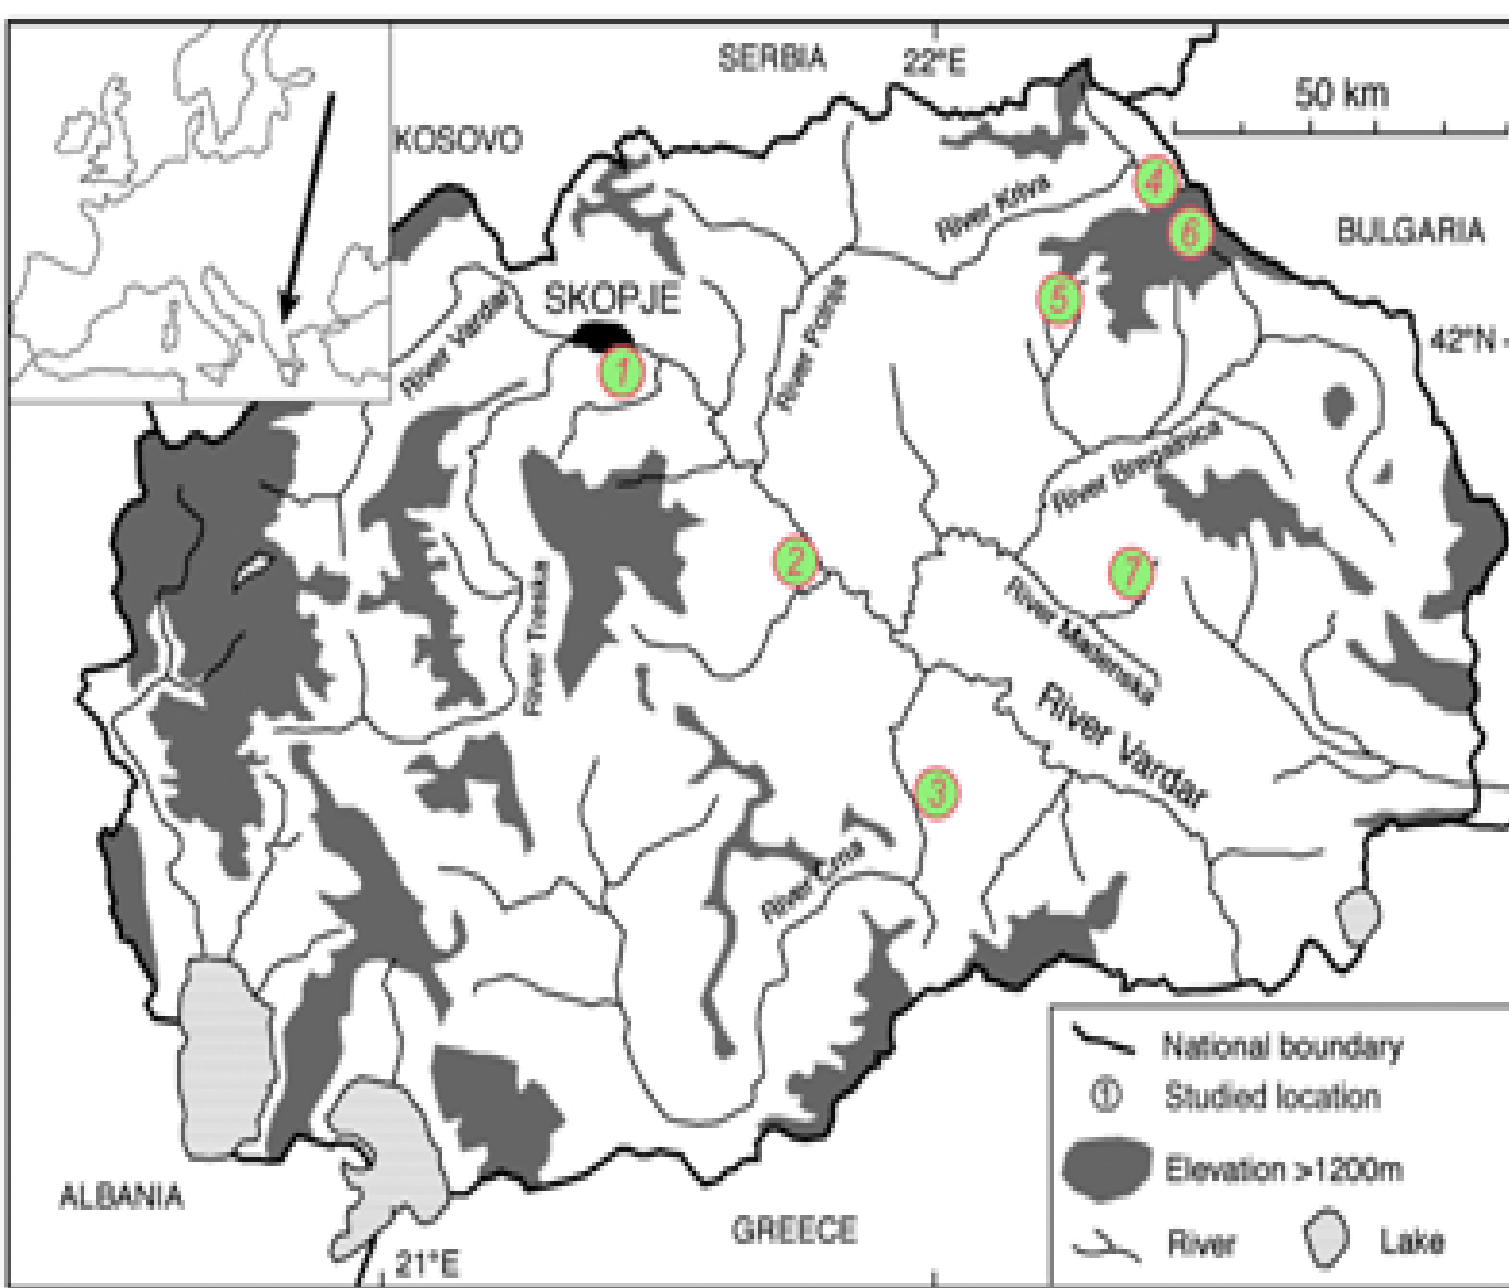 SERBIA
22°E
50 km
KOSOVO
River Kriva
4
BULGARIA
6
SKOPJE
5
River Vardar
River Pcinja
42°N
1
River Bregalnica
2
7
River Treska
River Madenska
River Vardar
3
River Crna
National boundary
1 Studied location
Elevation >1200m
River
Lake
ALBANIA
GREECE
21°E